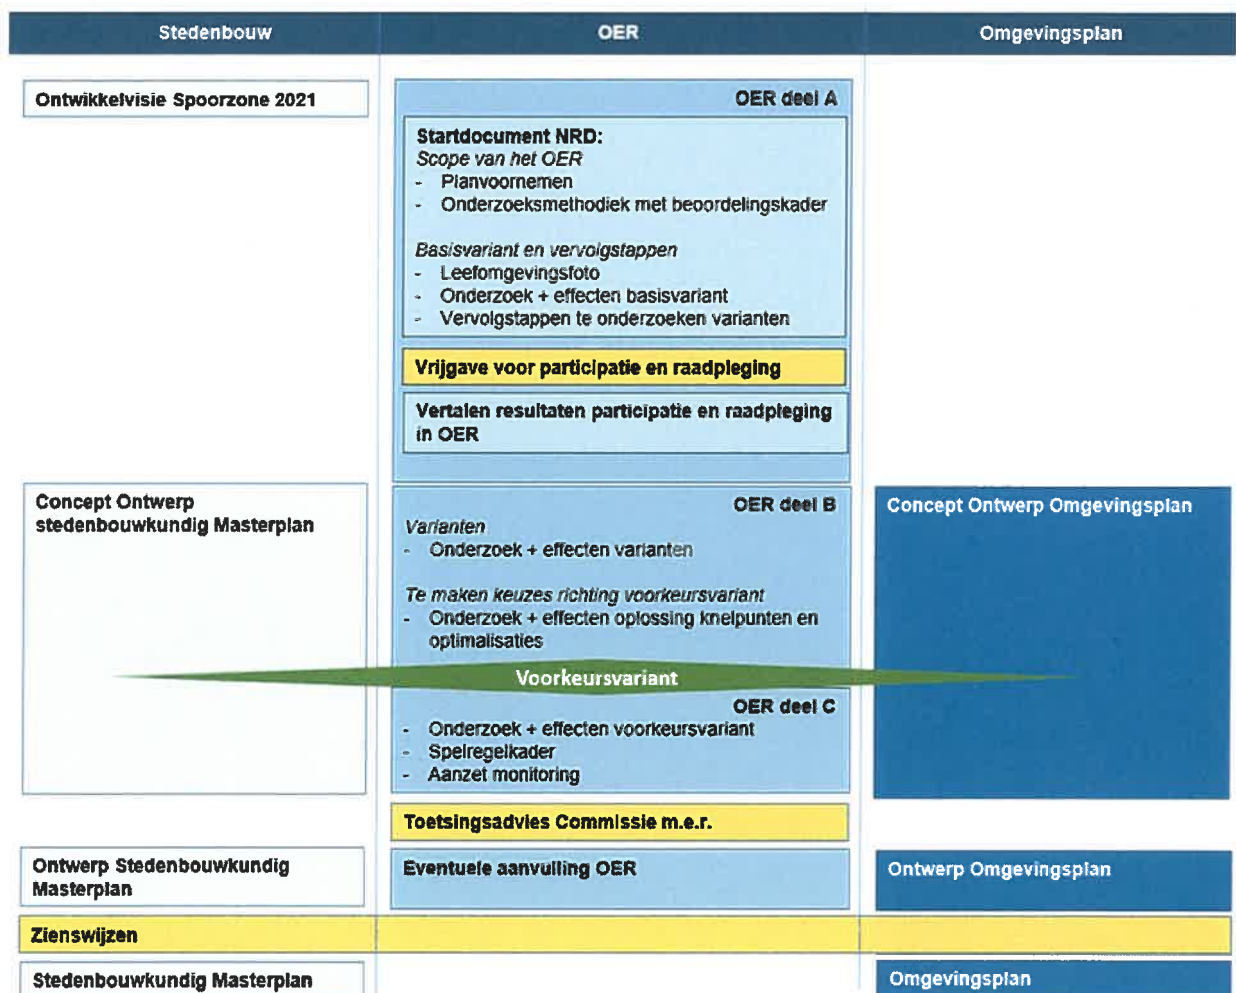 Stedenbouw
OER
Omgevingsplan
Ontwikkelvisie Spoorzone 2021
OER deel A
Startdocument NRD:
Scope van het OER
- Planvoornemen
- Onderzoeksmethodiek met beoordelingskader
Basisvariant en vervolgstappen
- Leefomgevingsfoto
- Onderzoek + effecten basisvariant
- Vervolgstappen te onderzoeken varianten
Vrijgave voor participatie en raadpleging
Vertalen resultaten participatie en raadpleging
in OER
Concept Ontwerp
stedenbouwkundig Masterplan
OER deel B
Varianten
- Onderzoek + effecten varianten
Te maken keuzes richting voorkeursvariant
- Onderzoek + effecten oplossing knelpunten en
optimalisaties
Concept Ontwerp Omgevingsplan
Voorkeursvariant
OER deel C
- Onderzoek + effecten voorkeursvariant
- Spelregelkader
- Aanzet monitoring
Toetsingsadvies Commissie m.e.r.
Ontwerp Stedenbouwkundig
Masterplan
Eventuele aanvulling OER
Ontwerp Omgevingsplan
Zienswijzen
Stedenbouwkundig Masterplan
Omgevingsplan